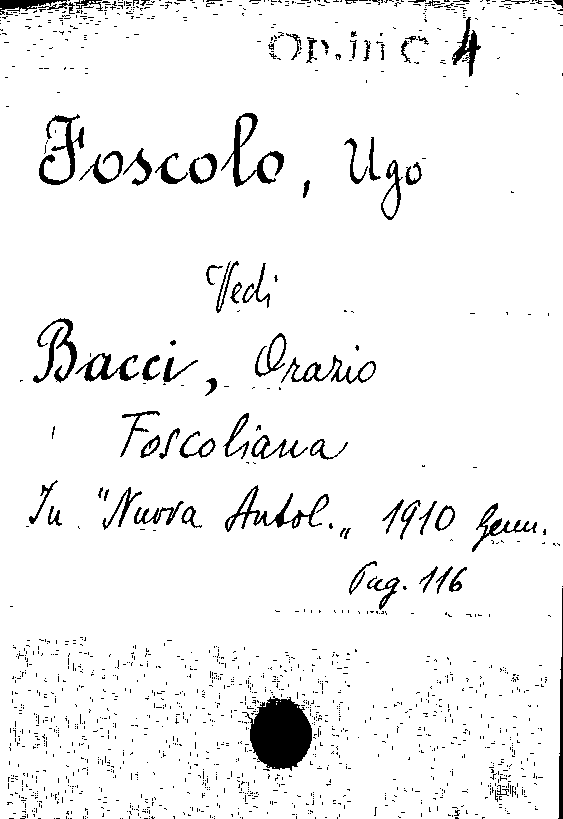 Op. in C 4
Foscolo, Ugo
Vedi
Bacci, Orazio
Foscoliana
In "Nuova Antol.„ 1910 Genn.
Pag. 116